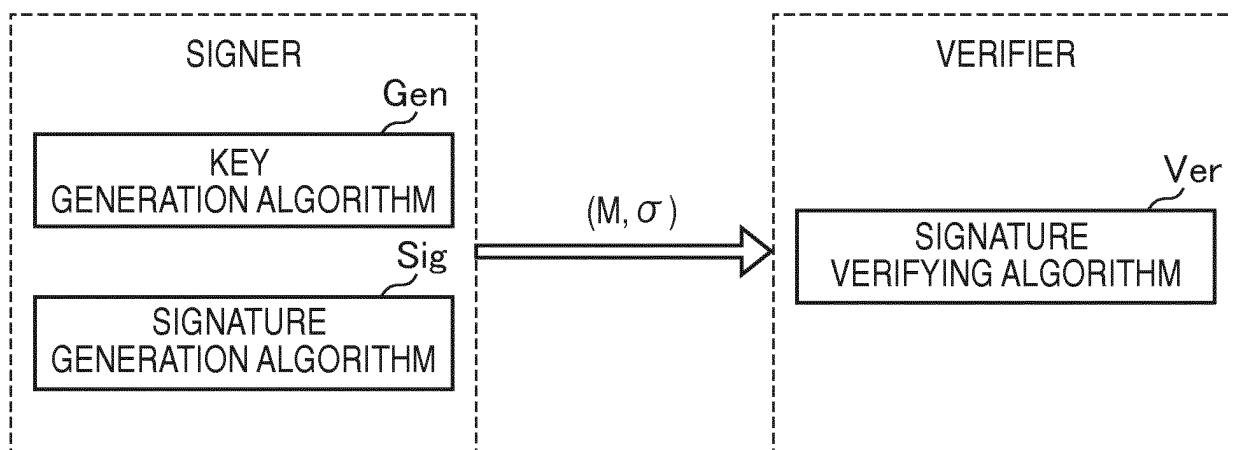 SIGNER
Gen
KEY
GENERATION ALGORITHM
Sig
SIGNATURE
GENERATION ALGORITHM
(M, σ)
VERIFIER
Ver
SIGNATURE
VERIFYING ALGORITHM